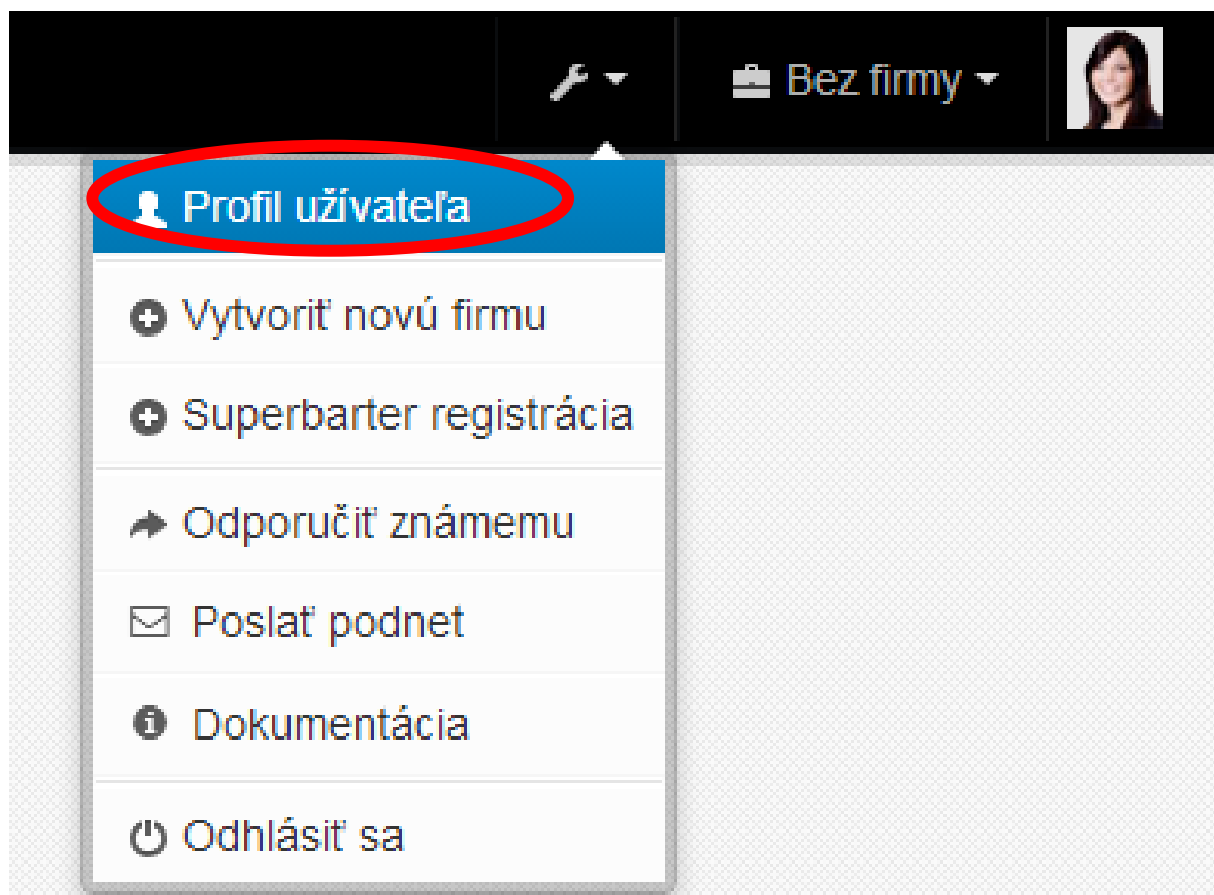 Bez firmy
Profil užívateľa
Vytvoriť novú firmu
Superbarter registrácia
Odporučiť známemu
Poslať podnet
Dokumentácia
Odhlásiť sa